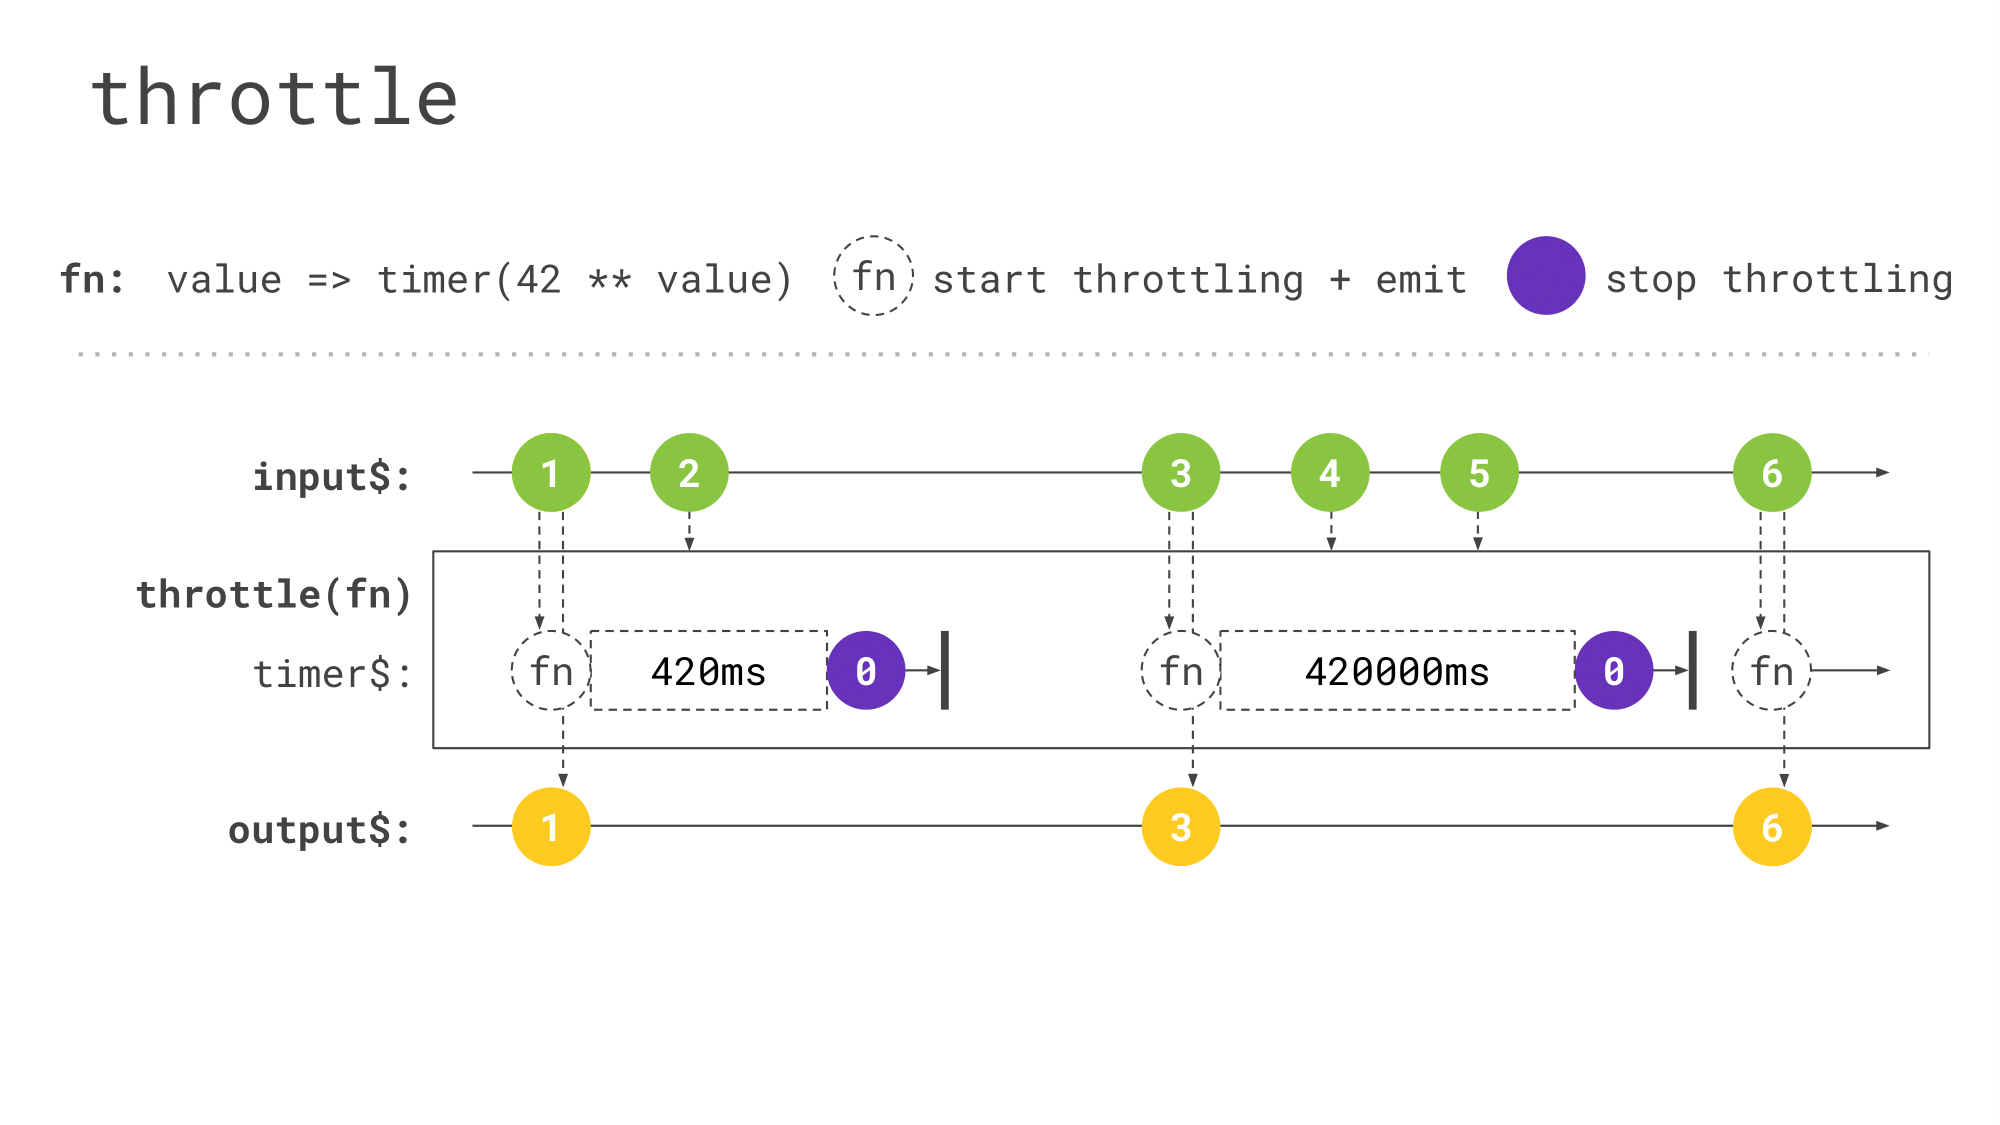 throttle
fn: value => timer(42 ** value) fn start throttling + emit stop throttling
input$: 1 2 3 4 5 6
throttle(fn)
timer$: fn 420ms 0 fn 420000ms 0 fn
output$: 1 3 6